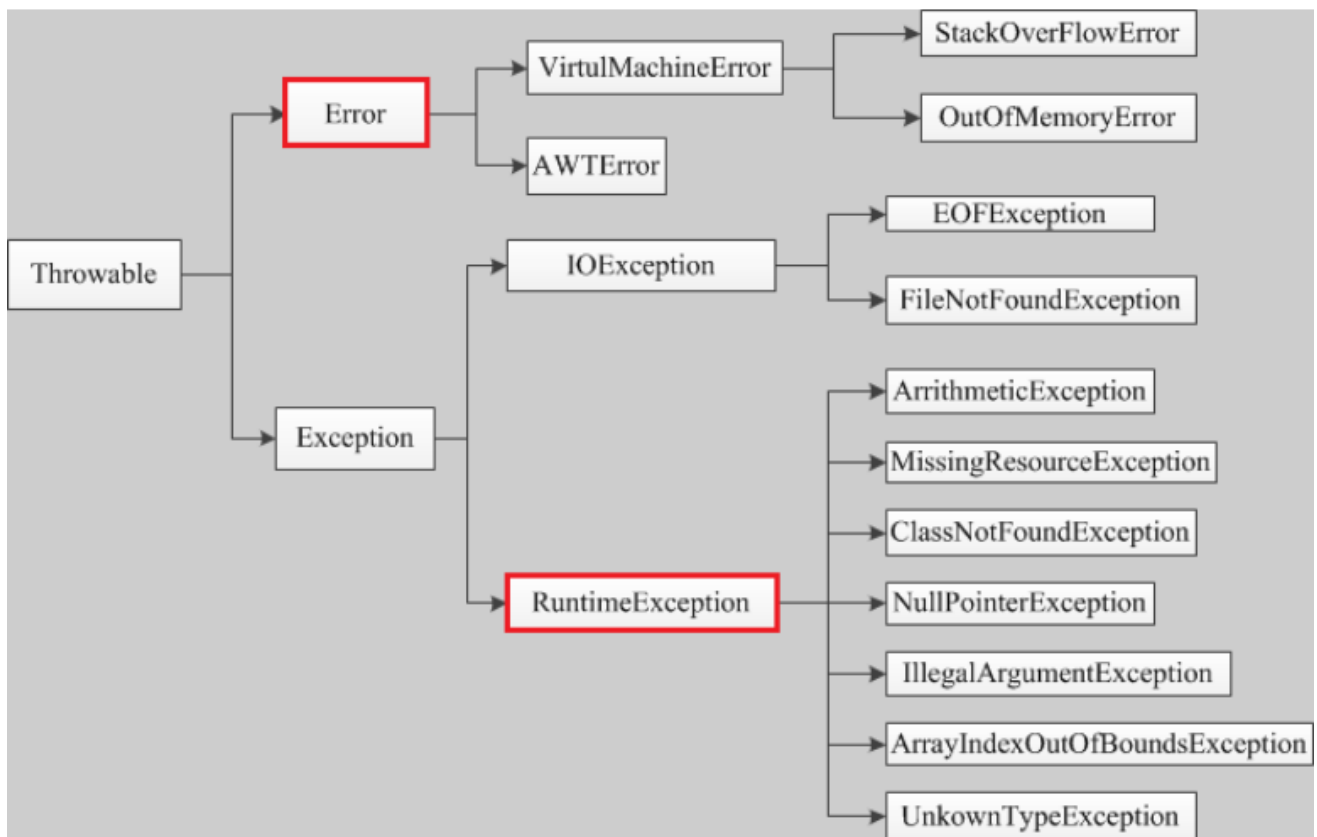 StackOverFlowError
VirtulMachineError
Error
OutOfMemoryError
AWTError
EOFException
Throwable
IOException
FileNotFoundException
ArrithmeticException
Exception
MissingResourceException
ClassNotFoundException
RuntimeException
NullPointerException
IllegalArgumentException
ArrayIndexOutOfBoundsException
UnkownTypeException